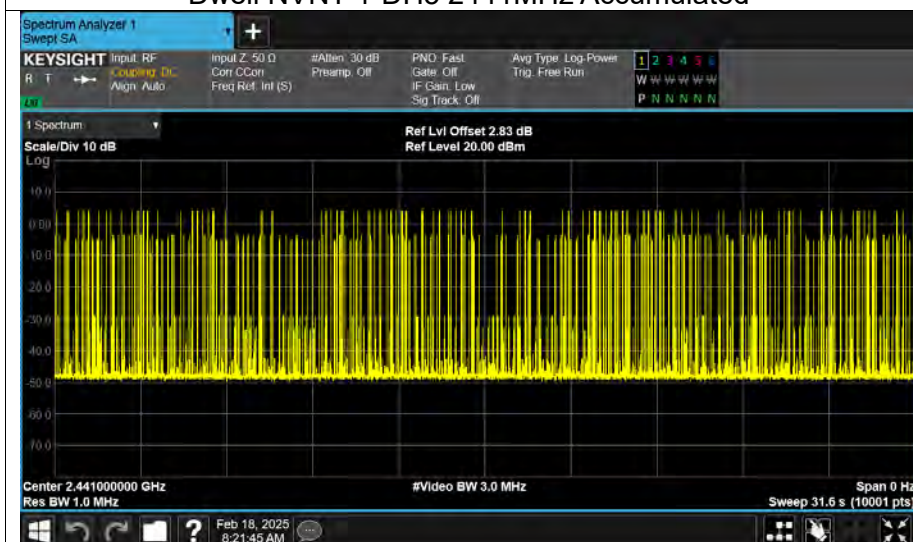 Dwell NVNT 1-DH5 2441MHz Accumulated
Spectrum Analyzer 1
Swept SA
+
KEYSIGHT Input: RF Input Z: 50 Ω #Atten: 30 dB PNO: Fast Avg Type: Log-Power 1 2 3 4 5 6
R T Coupling: DC Corr CCorr Preamp: Off Gate: Off Trig: Free Run W W W W W W
Align: Auto Freq Ref: Int (S) IF Gain: Low P N N N N N
Sig Track: Off
1 Spectrum
Ref Lvl Offset 2.83 dB
Scale/Div 10 dB Ref Level 20.00 dBm
Log
10.0
0.00
-10.0
-20.0
-30.0
-40.0
-50.0
-60.0
-70.0
Center 2.441000000 GHz #Video BW 3.0 MHz Span 0 Hz
Res BW 1.0 MHz Sweep 31.6 s (10001 pts)
? Feb 18, 2025
8:21:45 AM